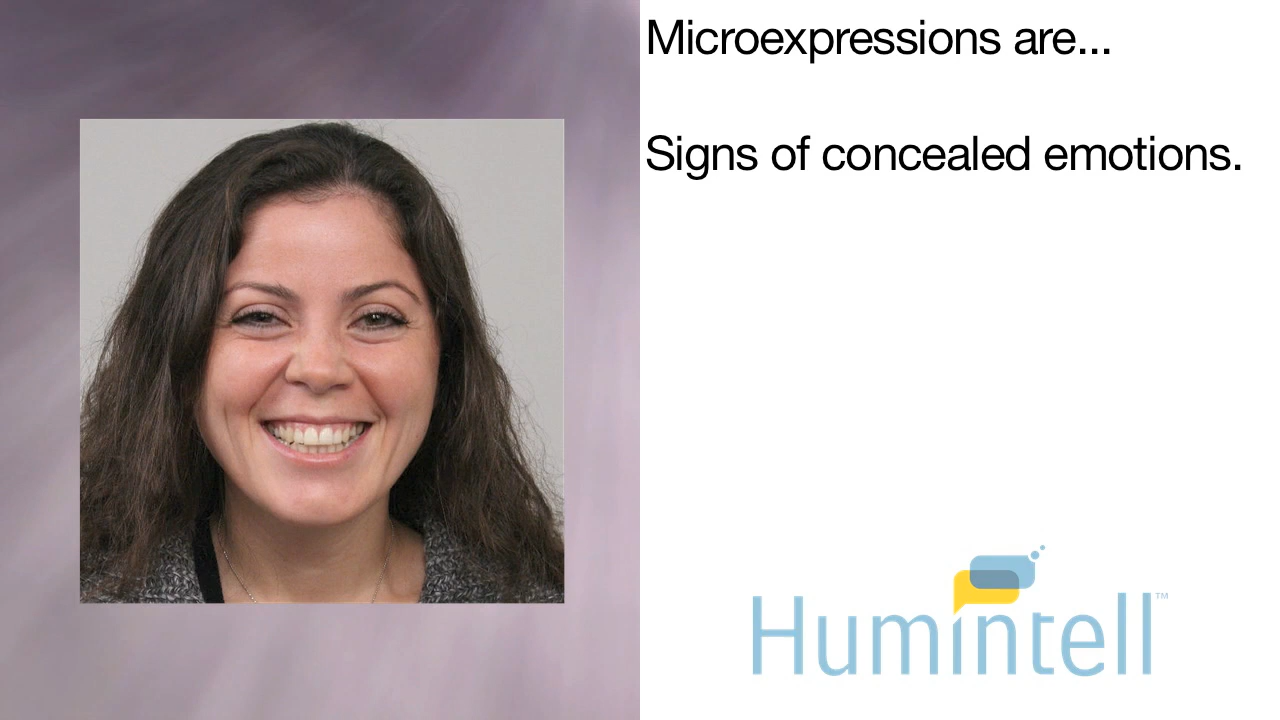 Microexpressions are...
Signs of concealed emotions.
Humintell™